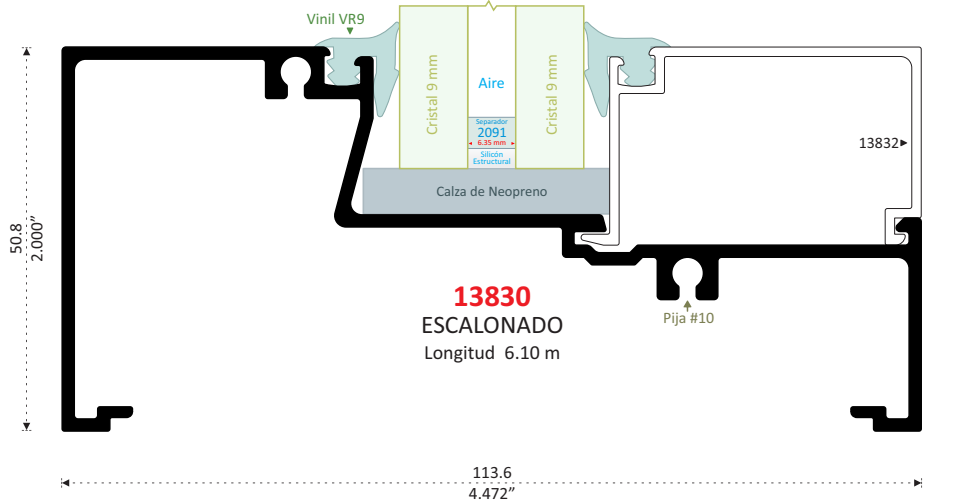 Vinil VR9
Cristal 9 mm
Aire
Cristal 9 mm
Separador
2091
6.35 mm
Silicón
Estructural
13832
Calza de Neopreno
50.8
2.000”
13830
ESCALONADO
Longitud 6.10 m
Pija #10
113.6
4.472”